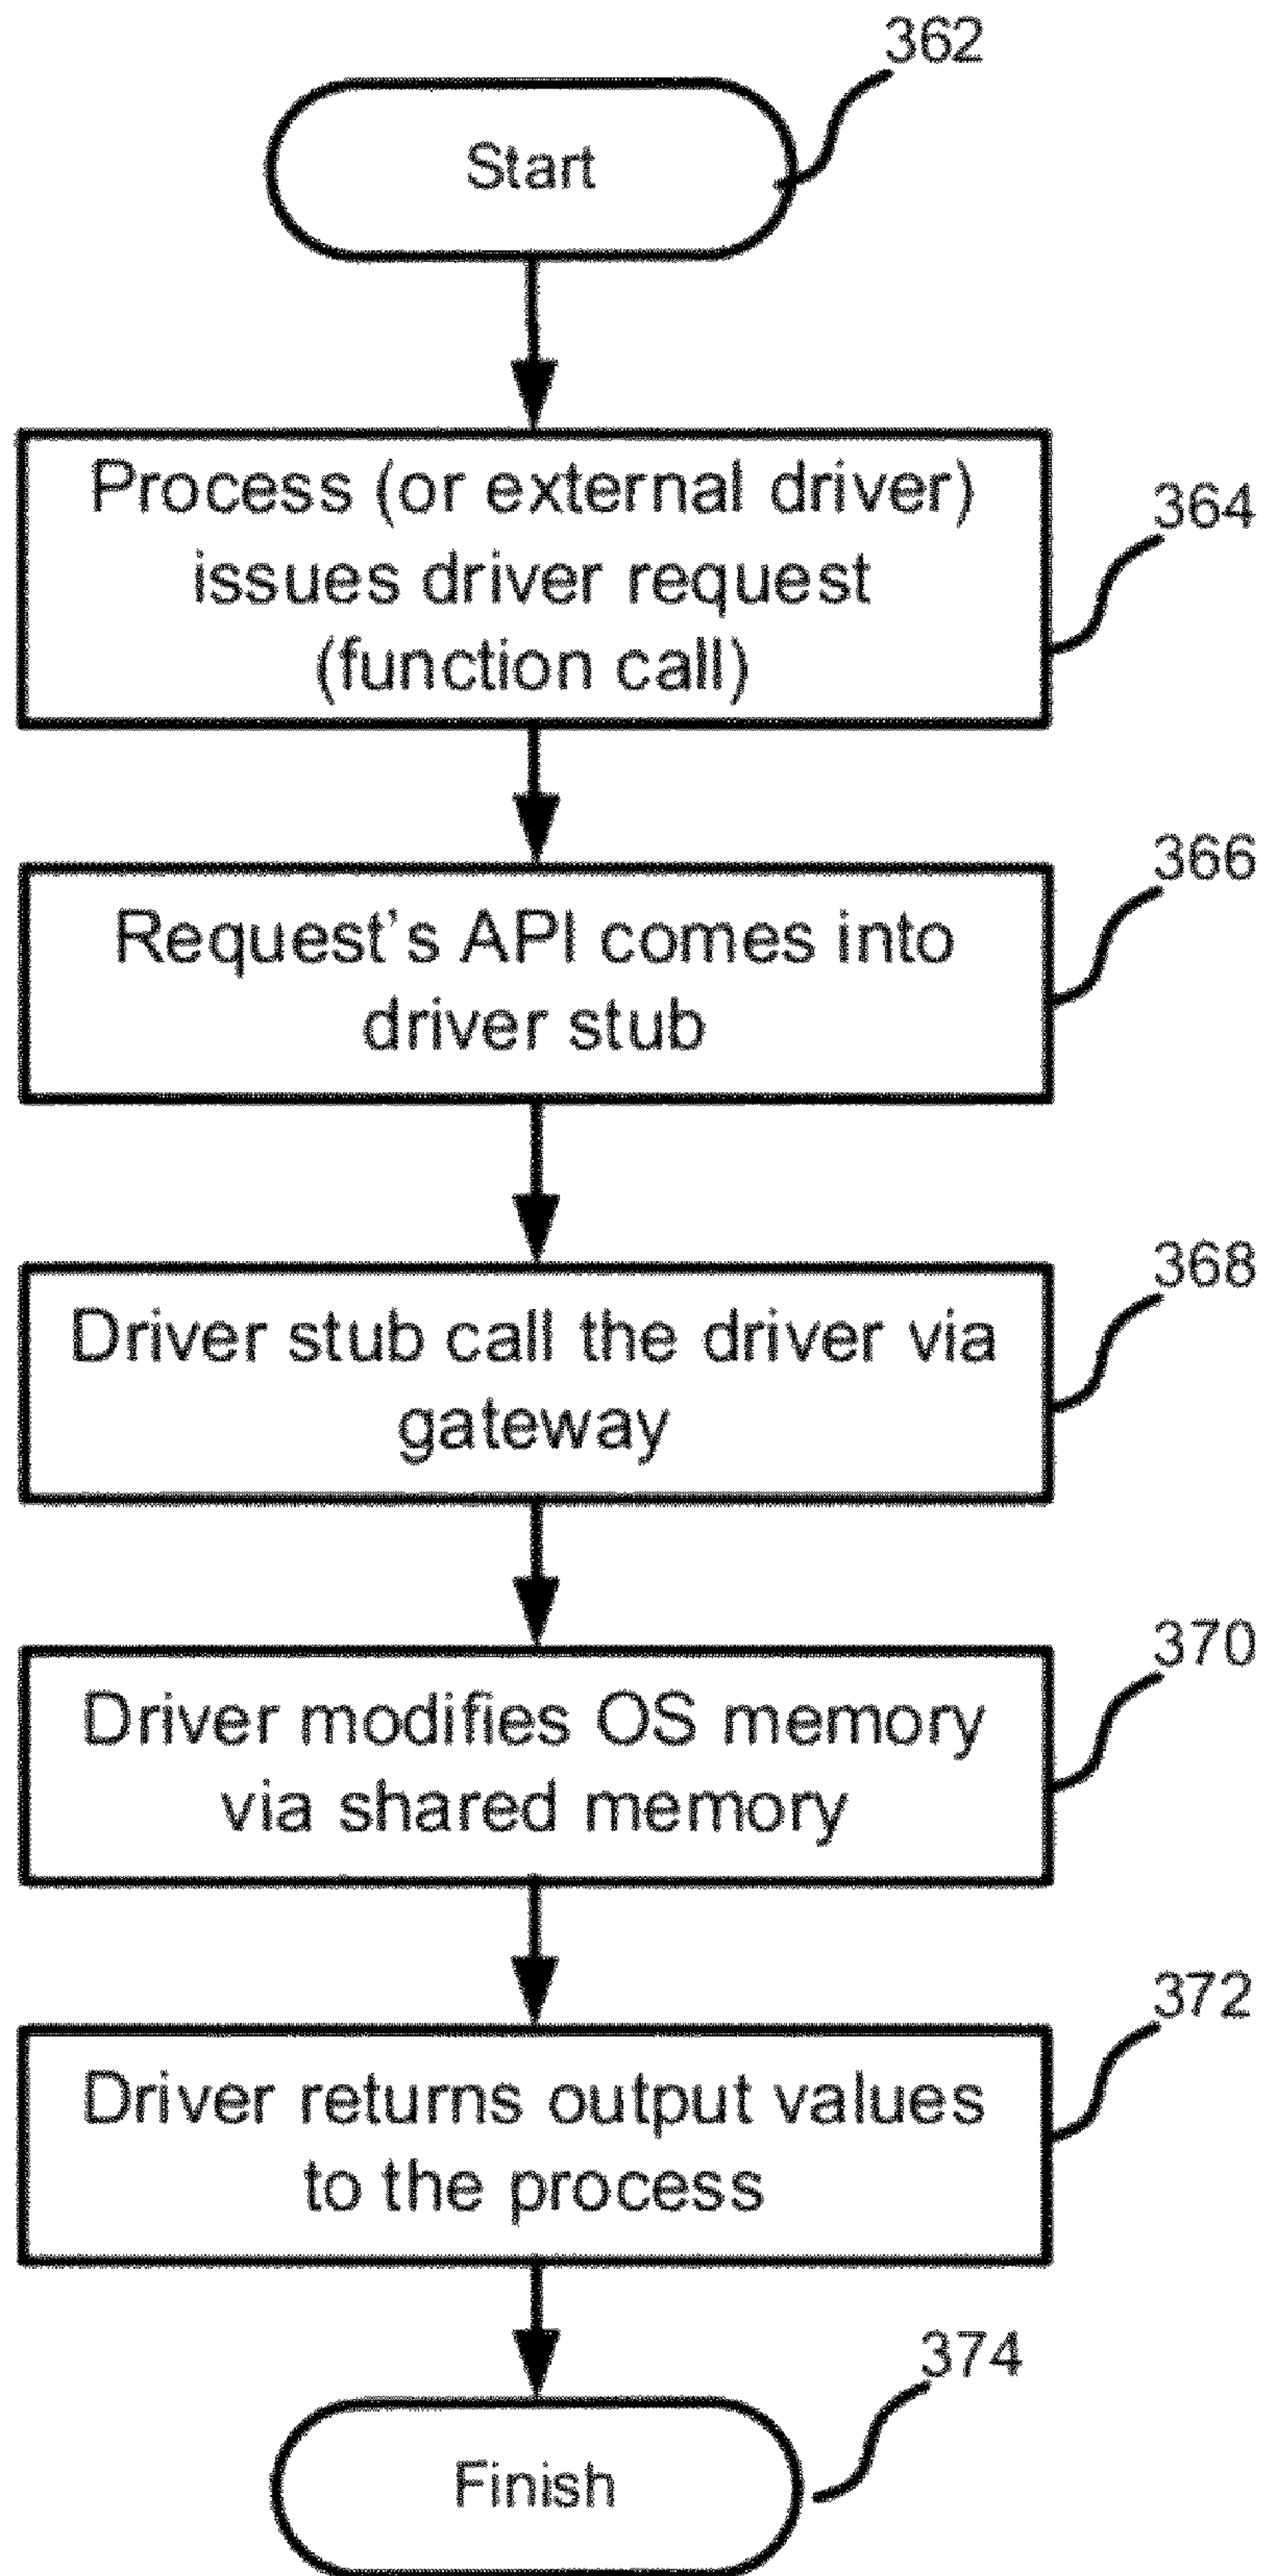 362
Start
Process (or external driver)
issues driver request
(function call)
364
Request's API comes into
driver stub
366
Driver stub call the driver via
gateway
368
Driver modifies OS memory
via shared memory
370
Driver returns output values
to the process
372
Finish
374